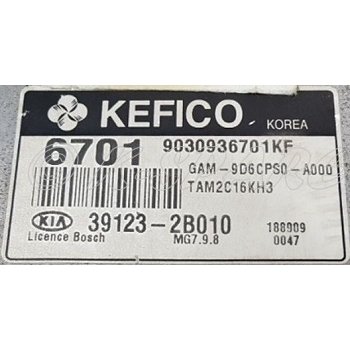 KEFICO KOREA
6701 9030936701KF
GAM-9D6CPS0-A000
TAM2C16KH3
KIA 39123-2B010 188909
Licence Bosch MG7.9.8 0047